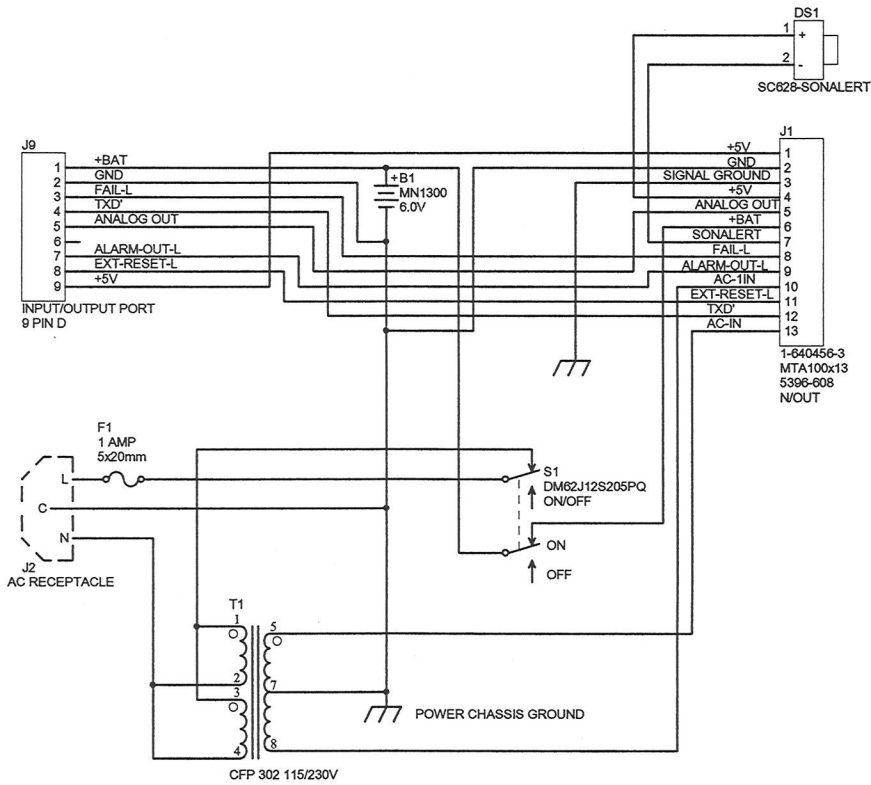 DS1
1
+
2
-
SC628-SONALERT
J9
1
+BAT
2
GND
3
FAIL-L
4
TXD'
5
ANALOG OUT
6
7
ALARM-OUT-L
8
EXT-RESET-L
9
+5V
INPUT/OUTPUT PORT
9 PIN D
+B1
MN1300
6.0V
J1
+5V
1
GND
2
SIGNAL GROUND
3
+5V
4
ANALOG OUT
5
+BAT
6
SONALERT
7
FAIL-L
8
ALARM-OUT-L
9
AC-1IN
10
EXT-RESET-L
11
TXD'
12
AC-IN
13
1-640456-3
MTA100x13
5396-608
N/OUT
F1
1 AMP
5x20mm
L
C
N
J2
AC RECEPTACLE
S1
DM62J12S205PQ
ON/OFF
ON
OFF
T1
1
2
3
4
5
7
8
POWER CHASSIS GROUND
CFP 302 115/230V